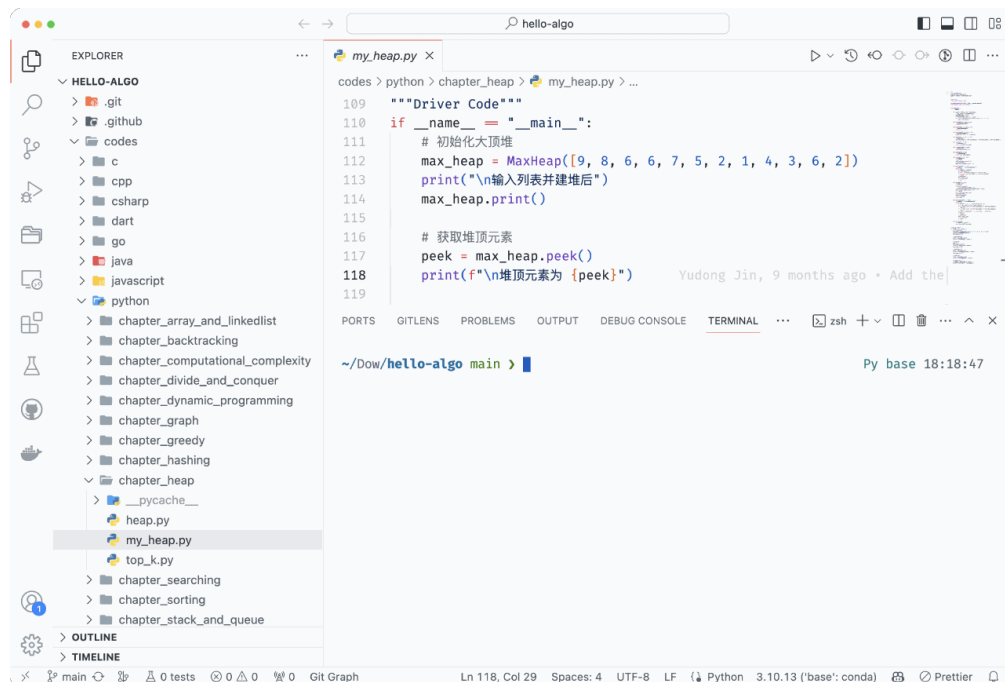 hello-algo
EXPLORER
HELLO-ALGO
.git
.github
codes
c
cpp
csharp
dart
go
java
javascript
python
chapter_array_and_linkedlist
chapter_backtracking
chapter_computational_complexity
chapter_divide_and_conquer
chapter_dynamic_programming
chapter_graph
chapter_greedy
chapter_hashing
chapter_heap
__pycache__
heap.py
my_heap.py
top_k.py
chapter_searching
chapter_sorting
chapter_stack_and_queue
OUTLINE
TIMELINE
1
my_heap.py
codes > python > chapter_heap > my_heap.py > ...
109 """Driver Code"""
110 if __name__ == "__main__":
111 # 初始化大顶堆
112 max_heap = MaxHeap([9, 8, 6, 6, 7, 5, 2, 1, 4, 3, 6, 2])
113 print("\n输入列表并建堆后")
114 max_heap.print()
115
116 # 获取堆顶元素
117 peek = max_heap.peek()
118 print(f"\n堆顶元素为 {peek}") Yudong Jin, 9 months ago • Add the
119
PORTS GITLENS PROBLEMS OUTPUT DEBUG CONSOLE TERMINAL ... zsh
~/Dow/hello-algo main ❯ Py base 18:18:47
main 0 tests 0 0 0 Git Graph Ln 118, Col 29 Spaces: 4 UTF-8 LF Python 3.10.13 ('base': conda) Prettier